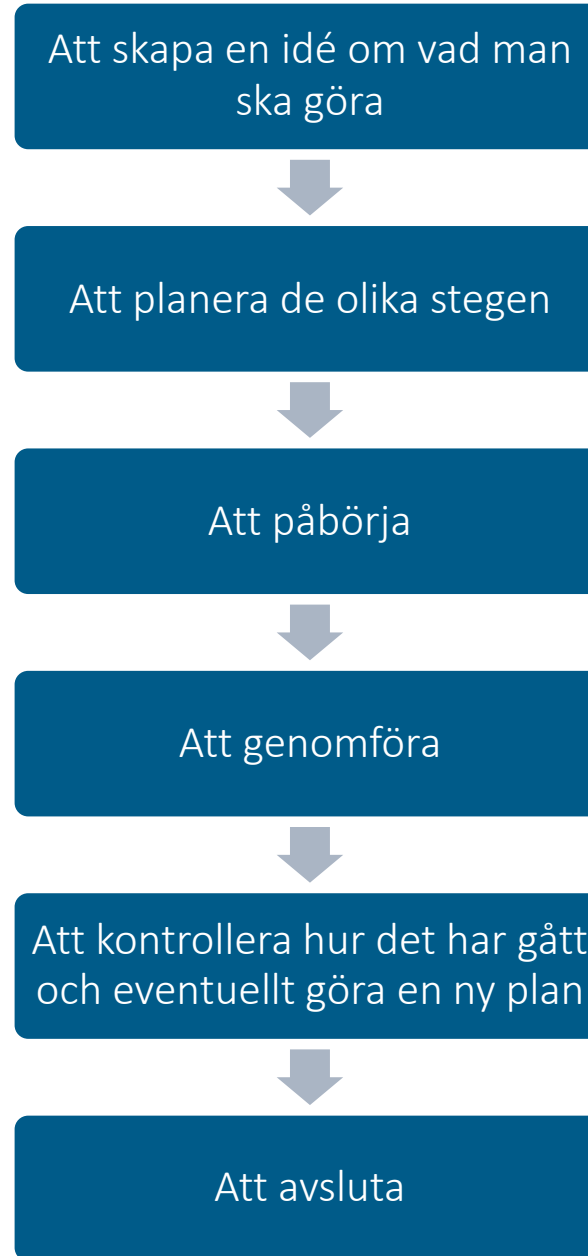 Att skapa en idé om vad man
ska göra
Att planera de olika stegen
Att påbörja
Att genomföra
Att kontrollera hur det har gått
och eventuellt göra en ny plan
Att avsluta